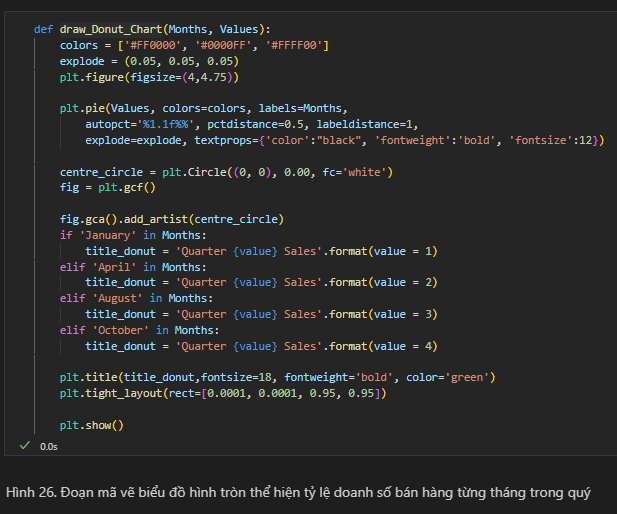 def draw_Donut_Chart(Months, Values):
    colors = ['#FF0000', '#0000FF', '#FFFF00']
    explode = (0.05, 0.05, 0.05)
    plt.figure(figsize=(4,4.75))
    plt.pie(Values, colors=colors, labels=Months,
        autopct='%1.1f%%', pctdistance=0.5, labeldistance=1,
        explode=explode, textprops={'color':"black", 'fontweight':'bold', 'fontsize':12})
    centre_circle = plt.Circle((0, 0), 0.00, fc='white')
    fig = plt.gcf()
    fig.gca().add_artist(centre_circle)
    if 'January' in Months:
        title_donut = 'Quarter {value} Sales'.format(value = 1)
    elif 'April' in Months:
        title_donut = 'Quarter {value} Sales'.format(value = 2)
    elif 'August' in Months:
        title_donut = 'Quarter {value} Sales'.format(value = 3)
    elif 'October' in Months:
        title_donut = 'Quarter {value} Sales'.format(value = 4)
    plt.title(title_donut,fontsize=18, fontweight='bold', color='green')
    plt.tight_layout(rect=[0.0001, 0.0001, 0.95, 0.95])
    plt.show()
0.0s
Hình 26. Đoạn mã vẽ biểu đồ hình tròn thể hiện tỷ lệ doanh số bán hàng từng tháng trong quý